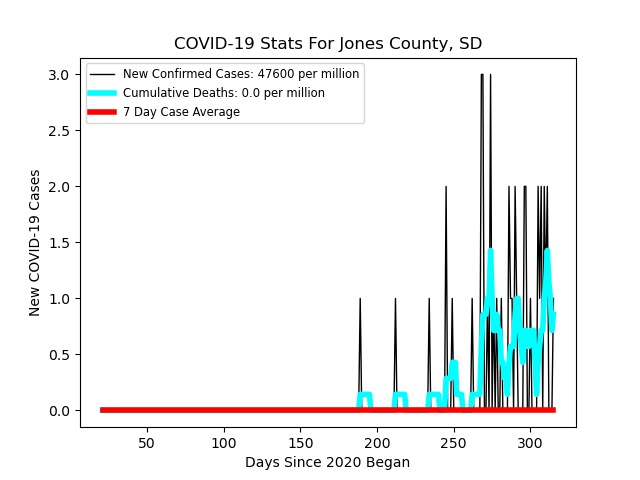 COVID-19 Stats For Jones County, SD
New Confirmed Cases: 47600 per million
Cumulative Deaths: 0.0 per million
7 Day Case Average
3.0
2.5
2.0
1.5
1.0
0.5
0.0
New COVID-19 Cases
50 100 150 200 250 300
Days Since 2020 Began